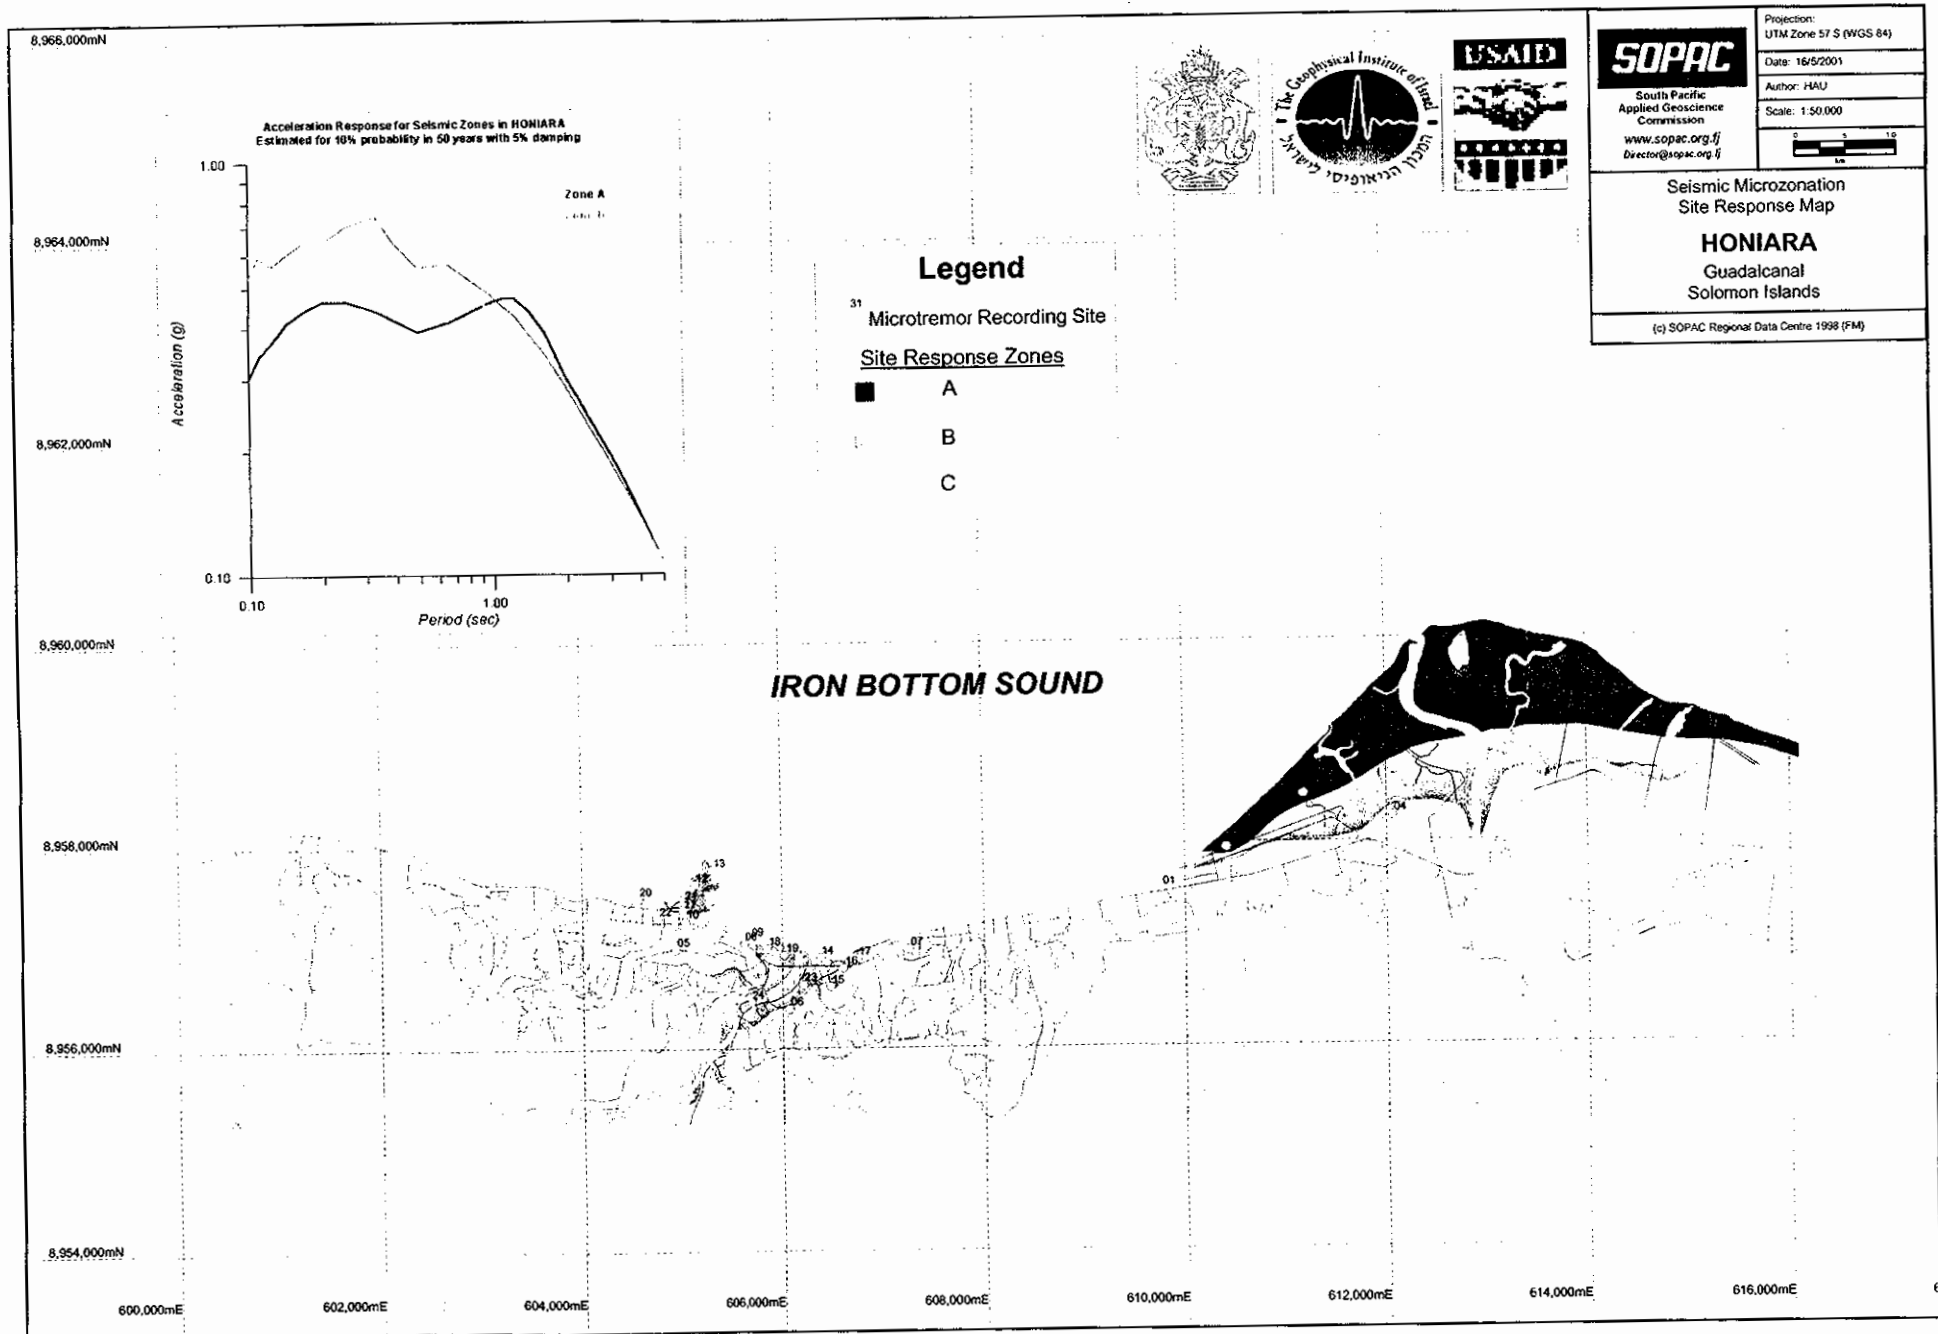 8,966,000mN
8,964,000mN
8,962,000mN
8,960,000mN
8,958,000mN
8,956,000mN
8,954,000mN
Acceleration Response for Seismic Zones in HONIARA
Estimated for 10% probability in 50 years with 5% damping
1.00
Zone A
Acceleration (g)
0.10
0.10
1.00
Period (sec)
The Geophysical Institute of Israel
המכון הגיאופיסי לישראל
USAID
SOPAC
South Pacific
Applied Geoscience
Commission
www.sopac.org.fj
Director@sopac.org.fj
Projection:
UTM Zone 57 S (WGS 84)
Date: 16/5/2001
Author: HAU
Scale: 1:50,000
km
Seismic Microzonation
Site Response Map
HONIARA
Guadalcanal
Solomon Islands
(c) SOPAC Regional Data Centre 1998 (FM)
Legend
31
Microtremor Recording Site
Site Response Zones
A
B
C
IRON BOTTOM SOUND
04
01
13
20
22
10
05
09
18
19
14
17
07
16
15
23
06
600,000mE
602,000mE
604,000mE
606,000mE
608,000mE
610,000mE
612,000mE
614,000mE
616,000mE